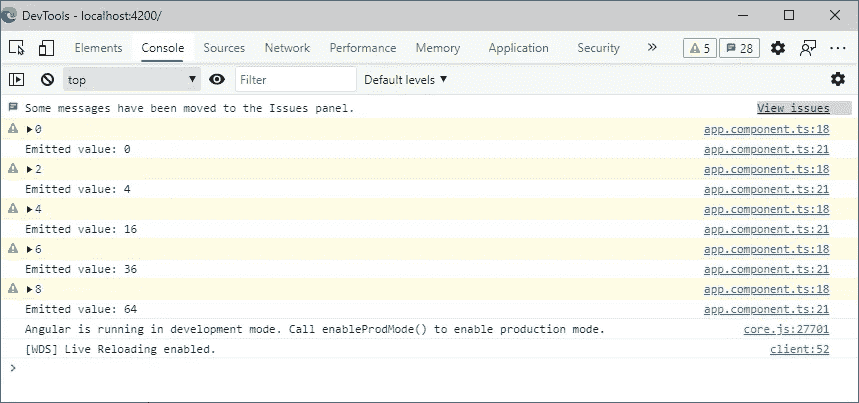 DevTools - localhost:4200/
Elements Console Sources Network Performance Memory Application Security » 5 28
top Filter Default levels
Some messages have been moved to the Issues panel. View issues
0 app.component.ts:18
Emitted value: 0 app.component.ts:21
2 app.component.ts:18
Emitted value: 4 app.component.ts:21
4 app.component.ts:18
Emitted value: 16 app.component.ts:21
6 app.component.ts:18
Emitted value: 36 app.component.ts:21
8 app.component.ts:18
Emitted value: 64 app.component.ts:21
Angular is running in development mode. Call enableProdMode() to enable production mode. core.js:27701
[WDS] Live Reloading enabled. client:52